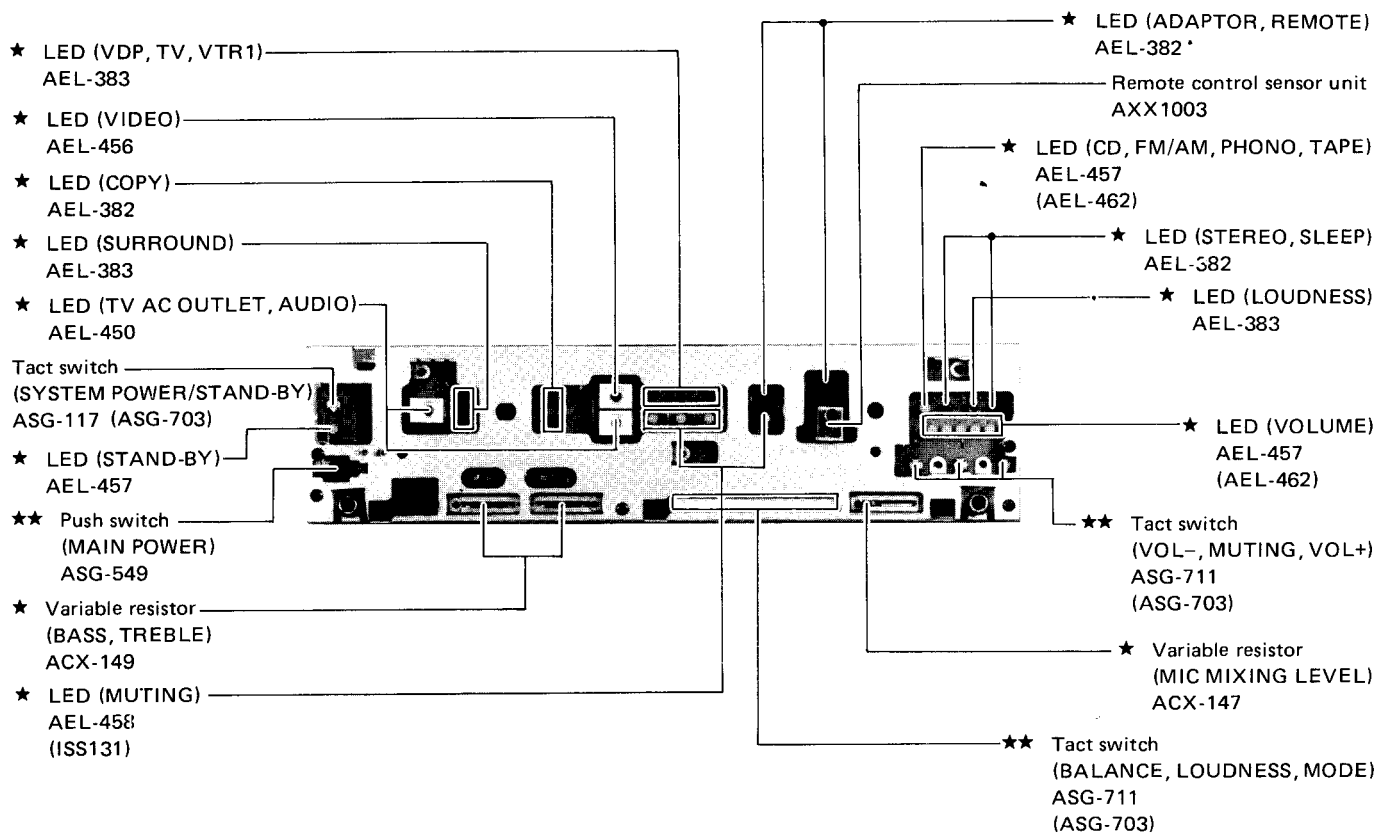 ★ LED (VDP, TV, VTR1)
AEL-383
★ LED (VIDEO)
AEL-456
★ LED (COPY)
AEL-382
★ LED (SURROUND)
AEL-383
★ LED (TV AC OUTLET, AUDIO)
AEL-450
Tact switch
(SYSTEM POWER/STAND-BY)
ASG-117 (ASG-703)
★ LED (STAND-BY)
AEL-457
★★ Push switch
(MAIN POWER)
ASG-549
★ Variable resistor
(BASS, TREBLE)
ACX-149
★ LED (MUTING)
AEL-458
(ISS131)
★ LED (ADAPTOR, REMOTE)
AEL-382
Remote control sensor unit
AXX1003
★ LED (CD, FM/AM, PHONO, TAPE)
AEL-457
(AEL-462)
★ LED (STEREO, SLEEP)
AEL-382
★ LED (LOUDNESS)
AEL-383
★ LED (VOLUME)
AEL-457
(AEL-462)
★★ Tact switch
(VOL−, MUTING, VOL+)
ASG-711
(ASG-703)
★ Variable resistor
(MIC MIXING LEVEL)
ACX-147
★★ Tact switch
(BALANCE, LOUDNESS, MODE)
ASG-711
(ASG-703)